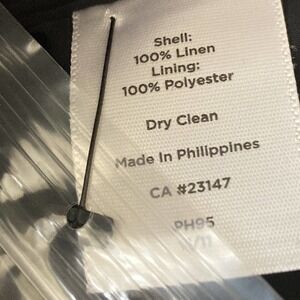 Shell:
100% Linen
Lining:
100% Polyester
Dry Clean
Made In Philippines
CA #23147
PH95